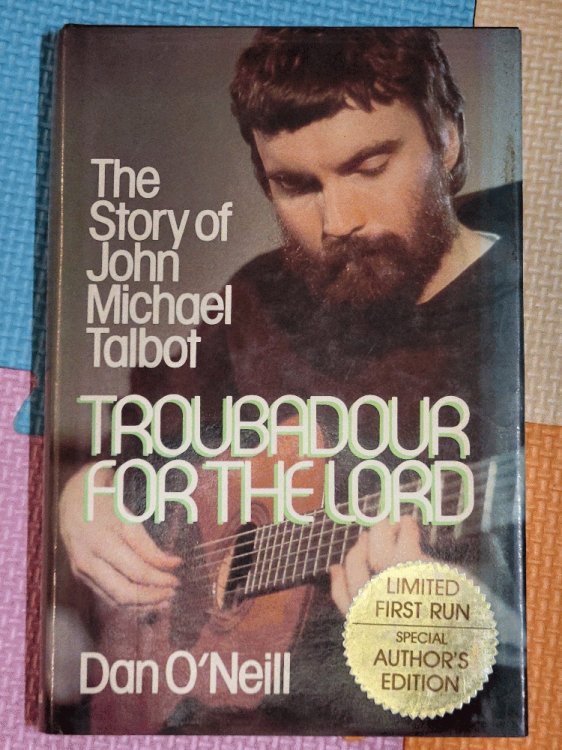 The
Story of
John
Michael
Talbot
TROUBADOUR
FOR THE LORD
LIMITED
FIRST RUN
SPECIAL
AUTHOR'S
EDITION
Dan O'Neill